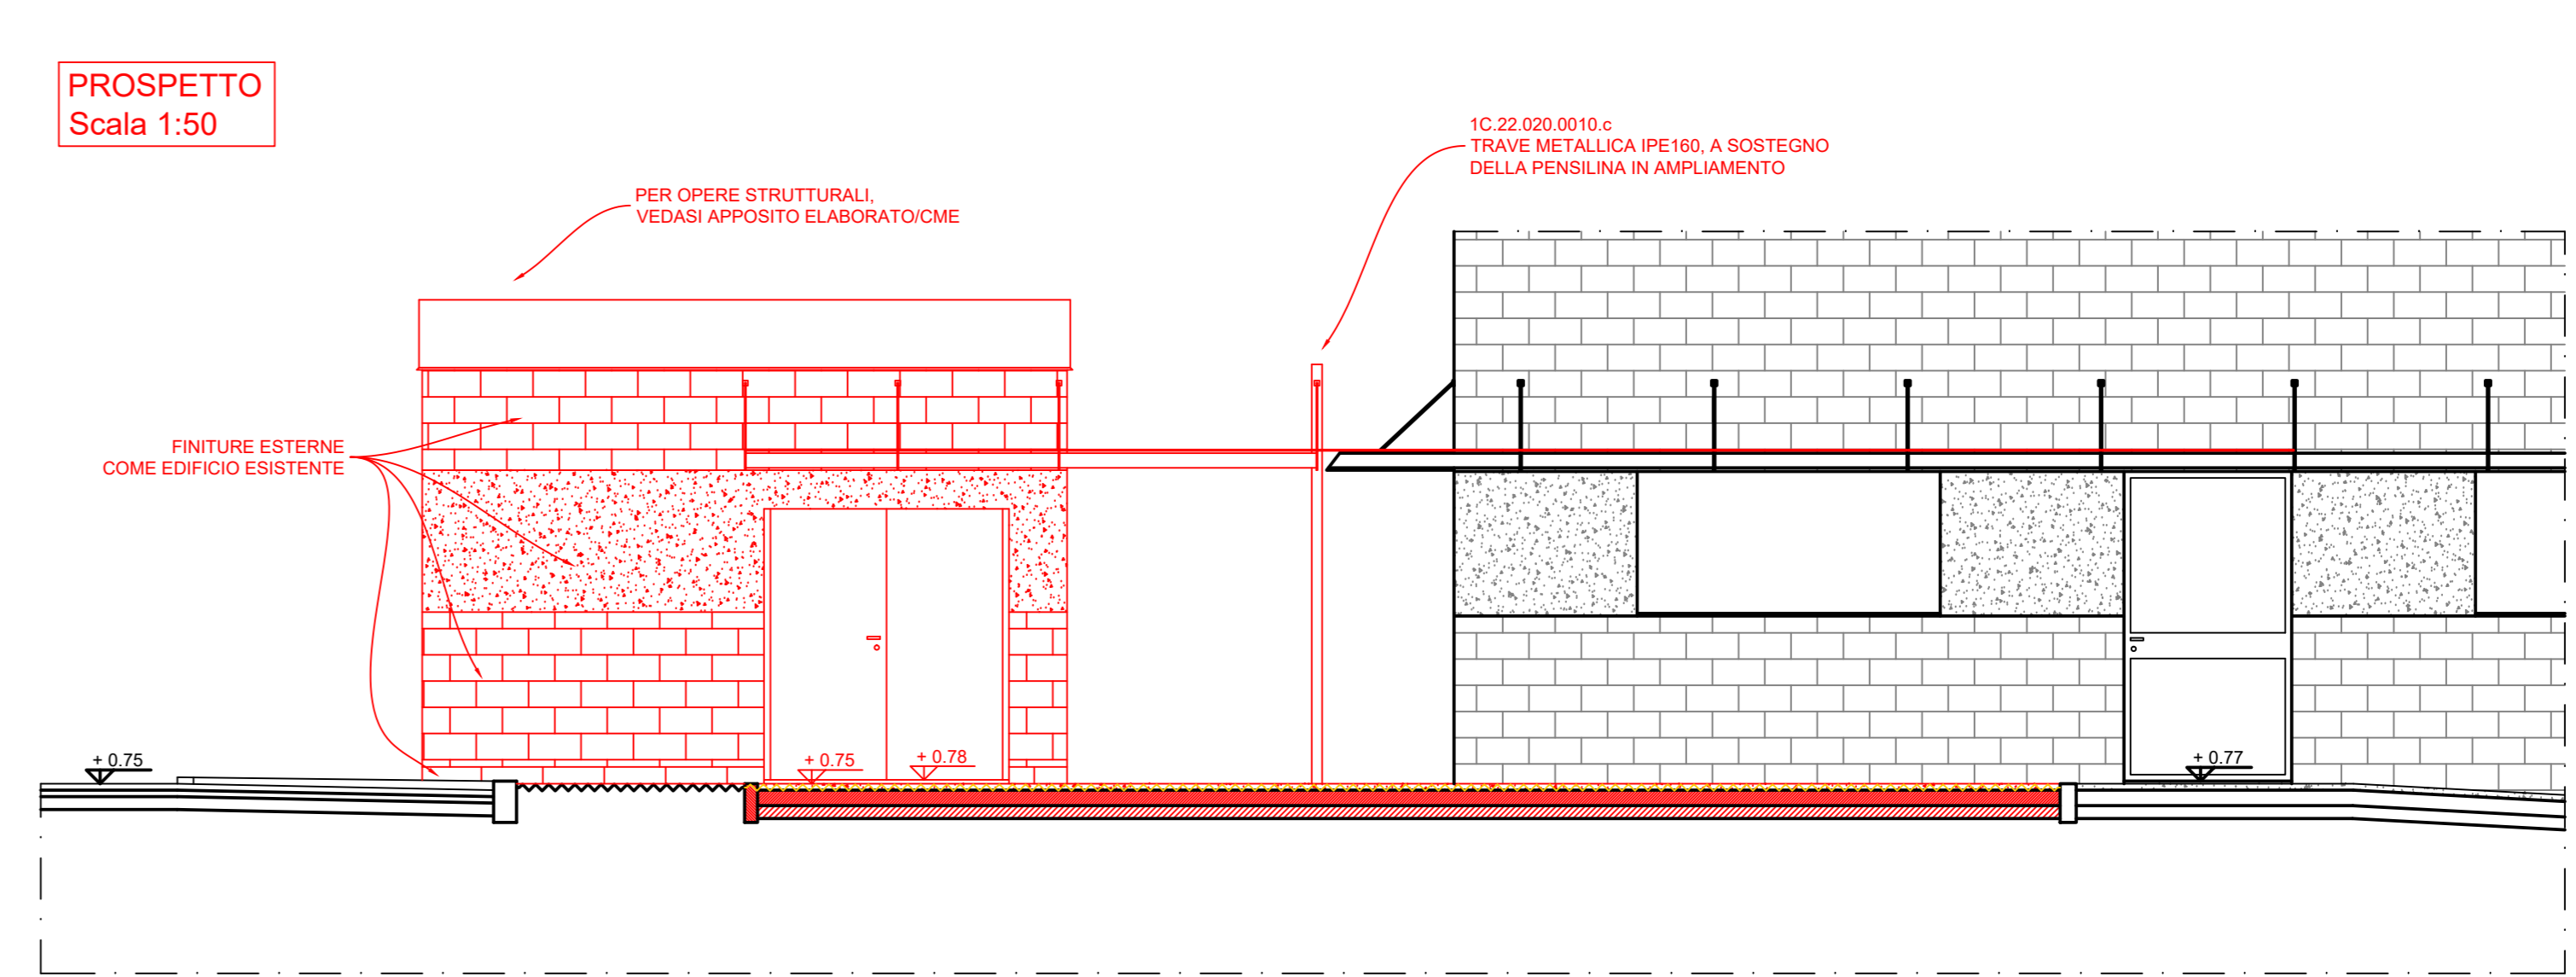 PROSPETTO
Scala 1:50
1C.22.020.0010.c
TRAVE METALLICA IPE160, A SOSTEGNO
DELLA PENSILINA IN AMPLIAMENTO
PER OPERE STRUTTURALI,
VEDASI APPOSITO ELABORATO/CME
FINITURE ESTERNE
COME EDIFICIO ESISTENTE
+ 0.75
+ 0.75
+ 0.78
+ 0.77